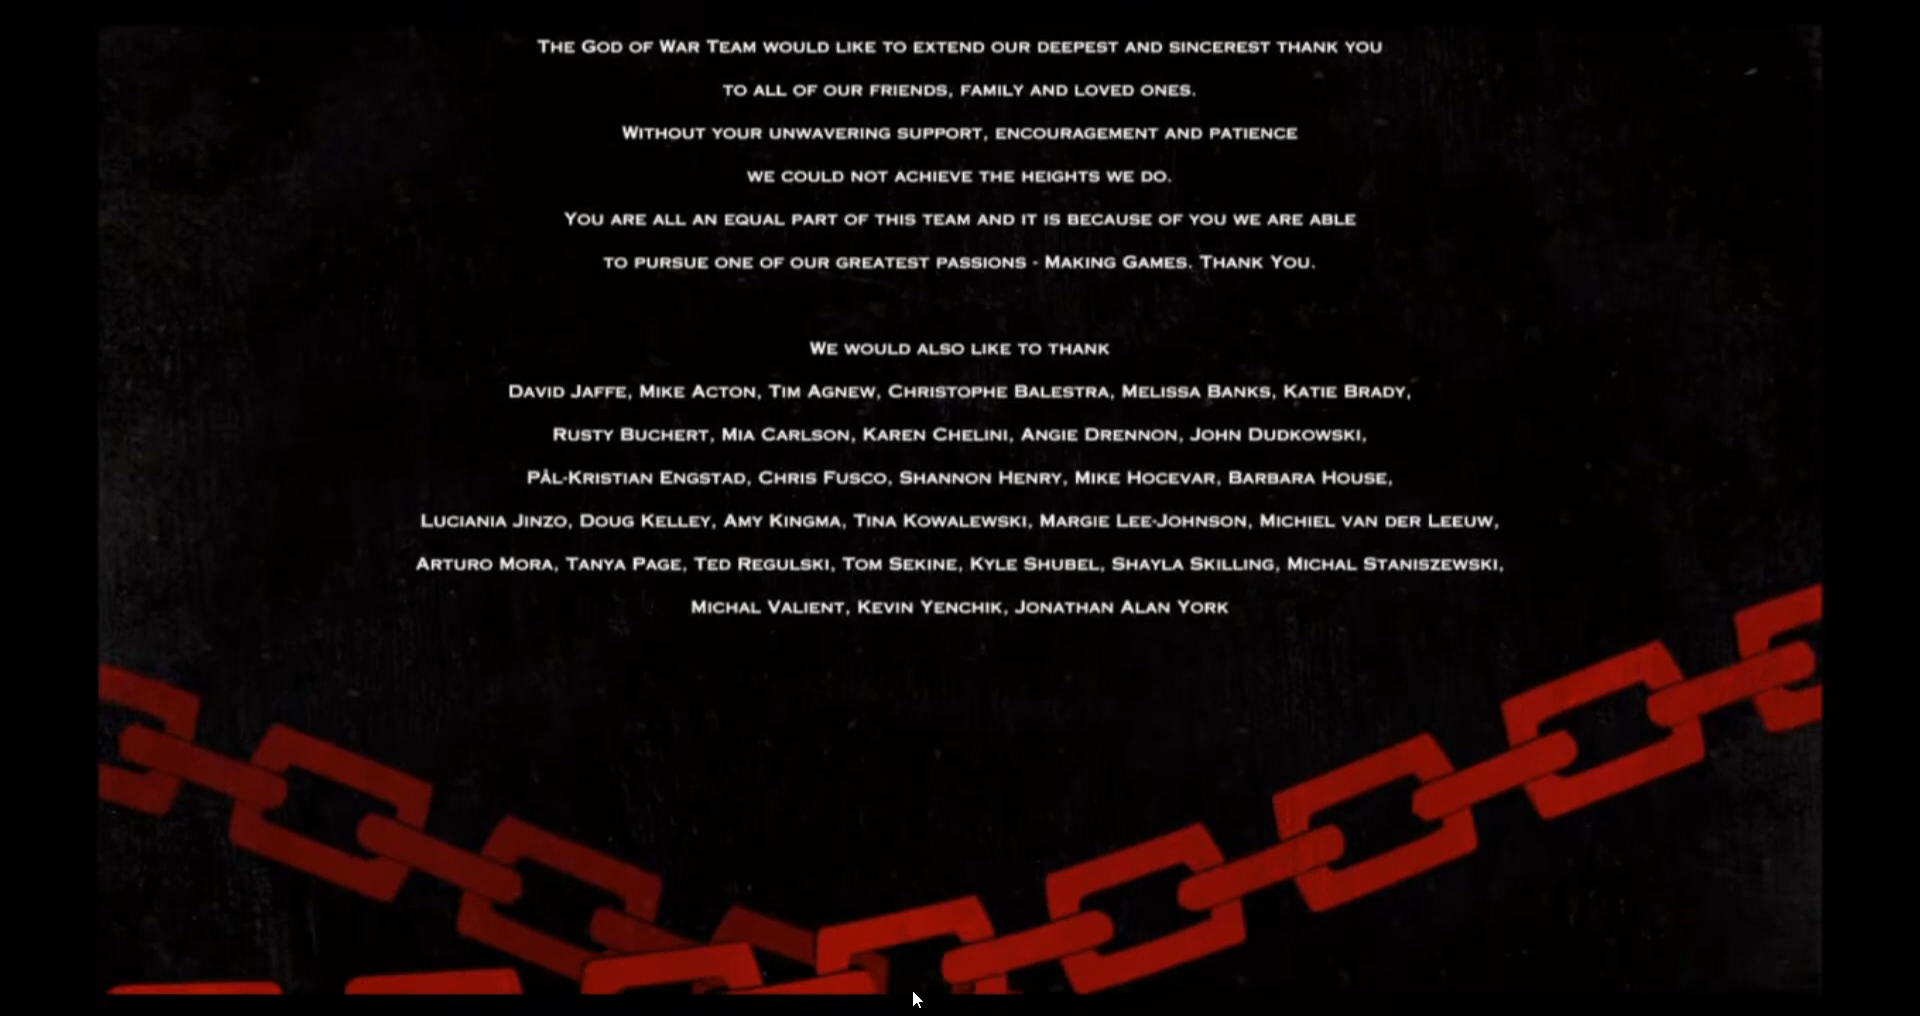 The God of War Team would like to extend our deepest and sincerest thank you
to all of our friends, family and loved ones.
Without your unwavering support, encouragement and patience
we could not achieve the heights we do.
You are all an equal part of this team and it is because of you we are able
to pursue one of our greatest passions - Making Games. Thank You.
We would also like to thank
David Jaffe, Mike Acton, Tim Agnew, Christophe Balestra, Melissa Banks, Katie Brady,
Rusty Buchert, Mia Carlson, Karen Chelini, Angie Drennon, John Dudkowski,
Pål-Kristian Engstad, Chris Fusco, Shannon Henry, Mike Hocevar, Barbara House,
Luciania Jinzo, Doug Kelley, Amy Kingma, Tina Kowalewski, Margie Lee-Johnson, Michiel van der Leeuw,
Arturo Mora, Tanya Page, Ted Regulski, Tom Sekine, Kyle Shubel, Shayla Skilling, Michal Staniszewski,
Michal Valient, Kevin Yenchik, Jonathan Alan York